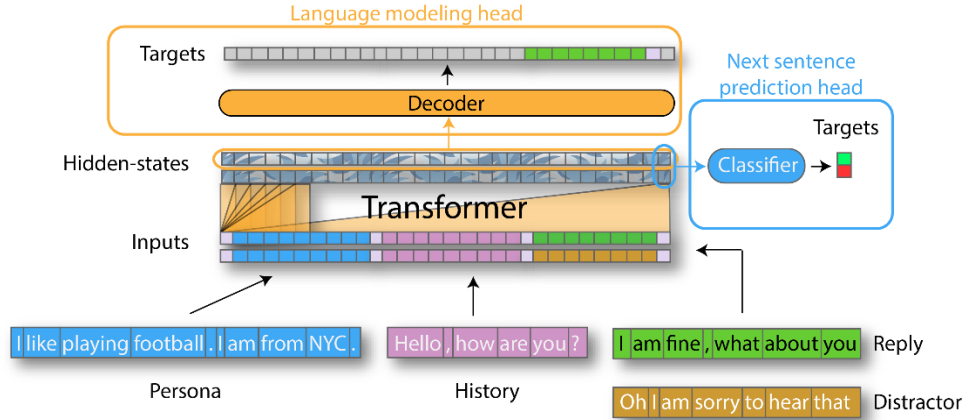 Language modeling head
Targets
Decoder
Next sentence
prediction head
Targets
Hidden-states
Classifier
Transformer
Inputs
I like playing football . I am from NYC .
Hello , how are you ?
I am fine , what about you
Reply
Persona
History
Oh I am sorry to hear that
Distractor